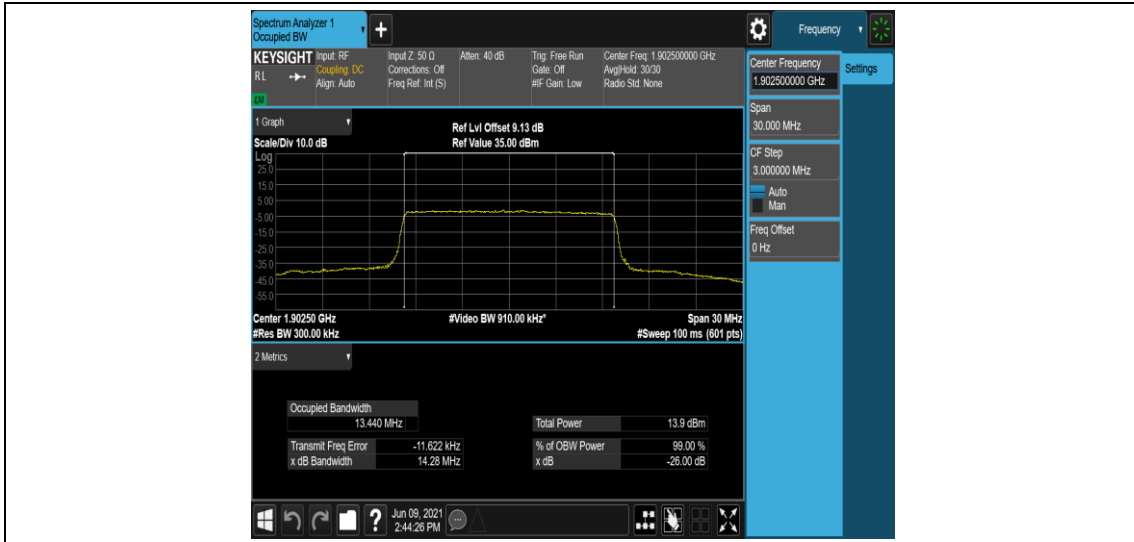 Spectrum Analyzer 1
Occupied BW
Frequency
KEYSIGHT
RL
Input: RF
Coupling: DC
Align: Auto
Input Z: 50 Ω
Corrections: Off
Freq Ref: Int (S)
Atten: 40 dB
Trig: Free Run
Gate: Off
#IF Gain: Low
Center Freq: 1.902500000 GHz
Avg|Hold: 30/30
Radio Std: None
Center Frequency
1.902500000 GHz
Settings
Span
30.000 MHz
CF Step
3.000000 MHz
Auto
Man
Freq Offset
0 Hz
1 Graph
Scale/Div 10.0 dB
Ref Lvl Offset 9.13 dB
Ref Value 35.00 dBm
Log
25.0
15.0
5.00
-5.00
-15.0
-25.0
-35.0
-45.0
-55.0
Center 1.90250 GHz
#Video BW 910.00 kHz*
Span 30 MHz
#Res BW 300.00 kHz
#Sweep 100 ms (601 pts)
2 Metrics
Occupied Bandwidth
13.440 MHz
Total Power 13.9 dBm
Transmit Freq Error -11.622 kHz
% of OBW Power 99.00 %
x dB Bandwidth 14.28 MHz
x dB -26.00 dB
?
Jun 09, 2021
2:44:26 PM